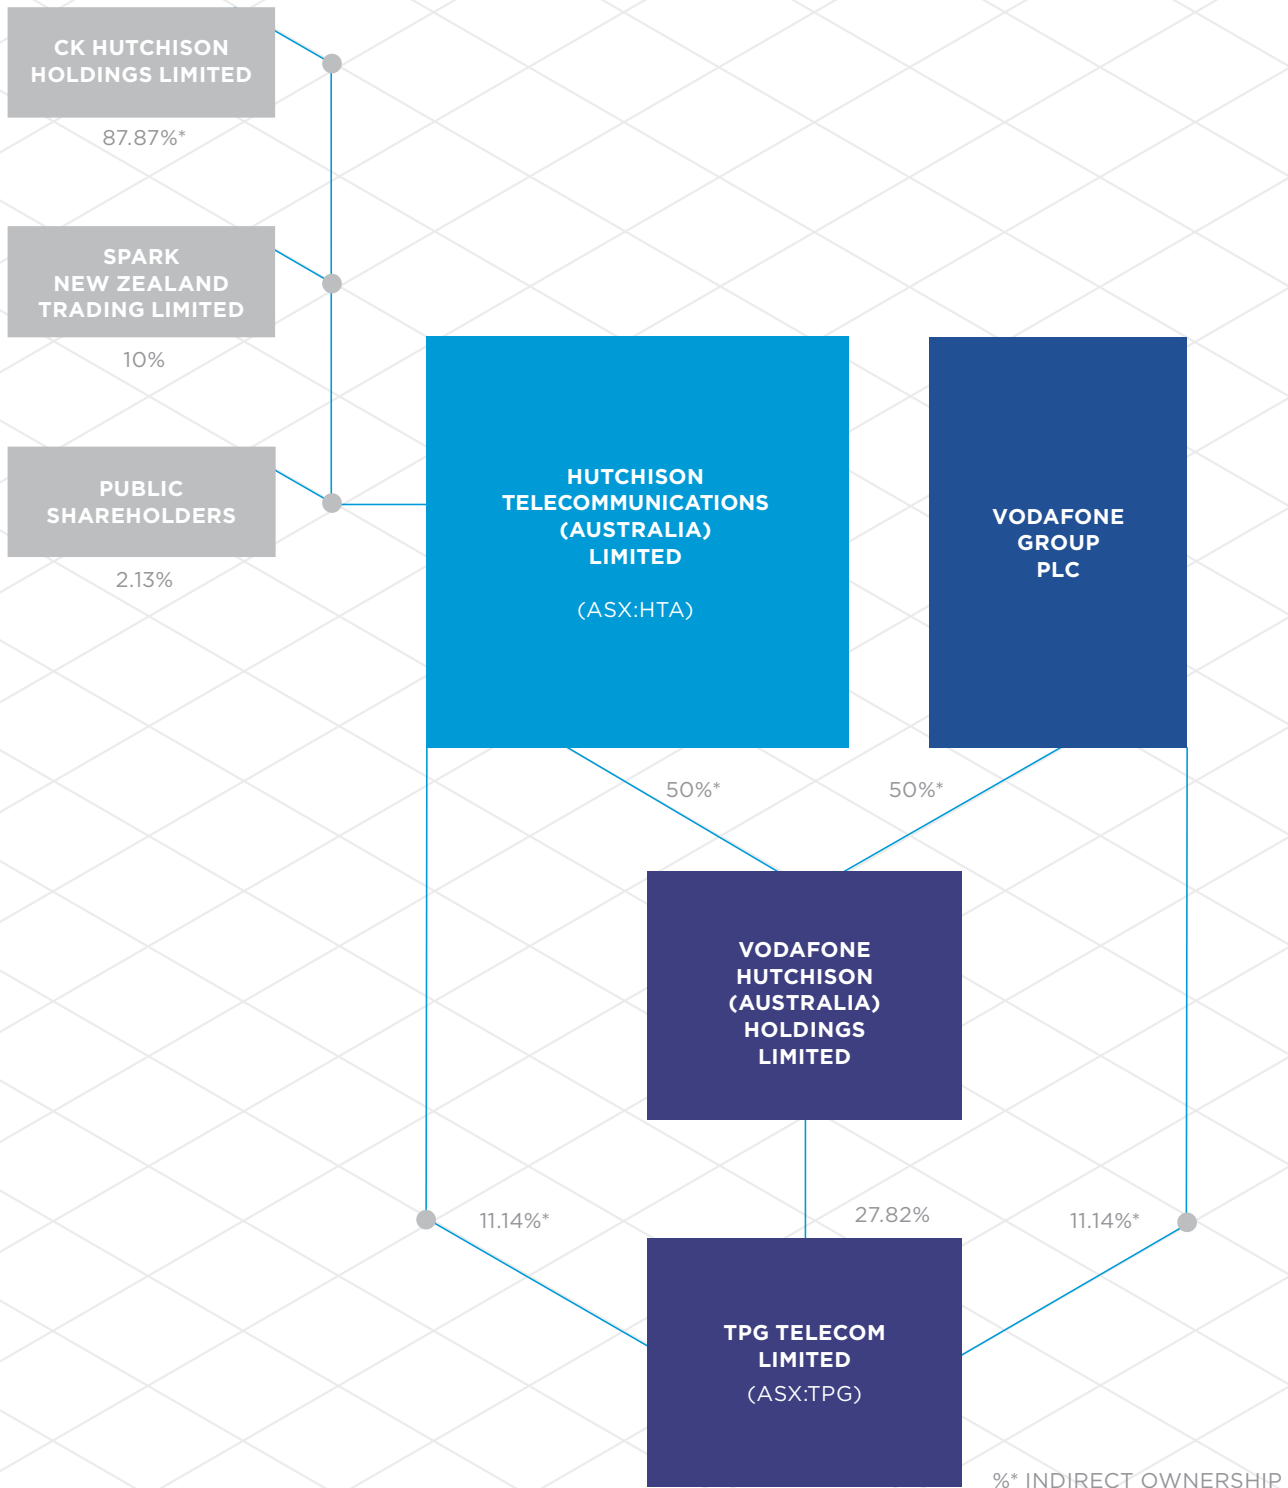 CK HUTCHISON
HOLDINGS LIMITED
87.87%*
SPARK
NEW ZEALAND
TRADING LIMITED
10%
PUBLIC
SHAREHOLDERS
2.13%
HUTCHISON
TELECOMMUNICATIONS
(AUSTRALIA)
LIMITED
(ASX:HTA)
VODAFONE
GROUP
PLC
50%*
50%*
VODAFONE
HUTCHISON
(AUSTRALIA)
HOLDINGS
LIMITED
11.14%*
27.82%
11.14%*
TPG TELECOM
LIMITED
(ASX:TPG)
%* INDIRECT OWNERSHIP